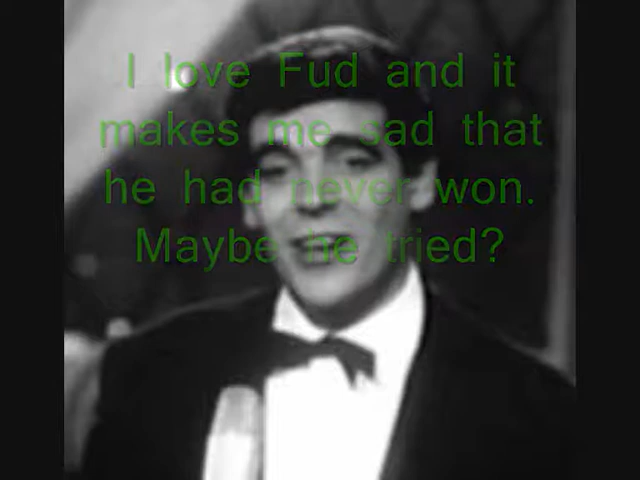 I love Fud and it
makes me sad that
he had never won.
Maybe he tried?